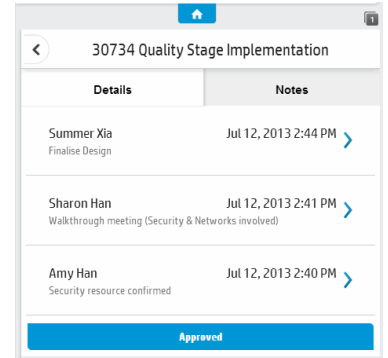 1
30734 Quality Stage Implementation
Details Notes
Summer Xia Jul 12, 2013 2:44 PM
Finalise Design
Sharon Han Jul 12, 2013 2:41 PM
Walkthrough meeting (Security & Networks involved)
Amy Han Jul 12, 2013 2:40 PM
Security resource confirmed
Approved